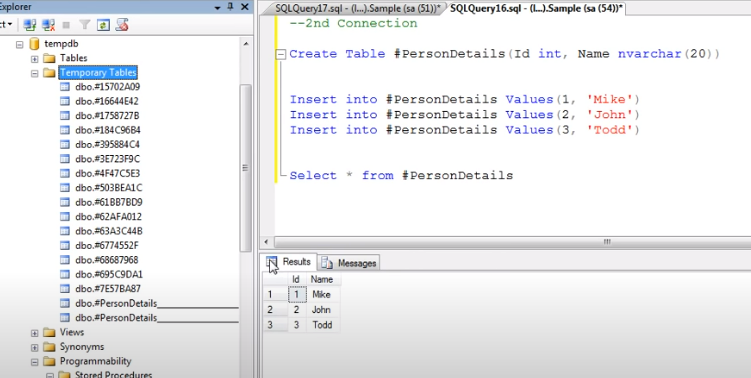 Explorer
tempdb
Tables
Temporary Tables
dbo.#15702A09
dbo.#16644E42
dbo.#1758727B
dbo.#184C96B4
dbo.#395884C4
dbo.#3E723F9C
dbo.#4F47C5E3
dbo.#503BEA1C
dbo.#61BB7BD9
dbo.#62AFA012
dbo.#63A3C44B
dbo.#6774552F
dbo.#68687968
dbo.#695C9DA1
dbo.#7E57BA87
dbo.#PersonDetails____________
dbo.#PersonDetails____________
Views
Synonyms
Programmability
Stored Procedures
SQLQuery17.sql - (l...).Sample (sa (51))* SQLQuery16.sql - (l...).Sample (sa (54))*
--2nd Connection
Create Table #PersonDetails(Id int, Name nvarchar(20))
Insert into #PersonDetails Values(1, 'Mike')
Insert into #PersonDetails Values(2, 'John')
Insert into #PersonDetails Values(3, 'Todd')
Select * from #PersonDetails
Results Messages
Id Name
1 1 Mike
2 2 John
3 3 Todd